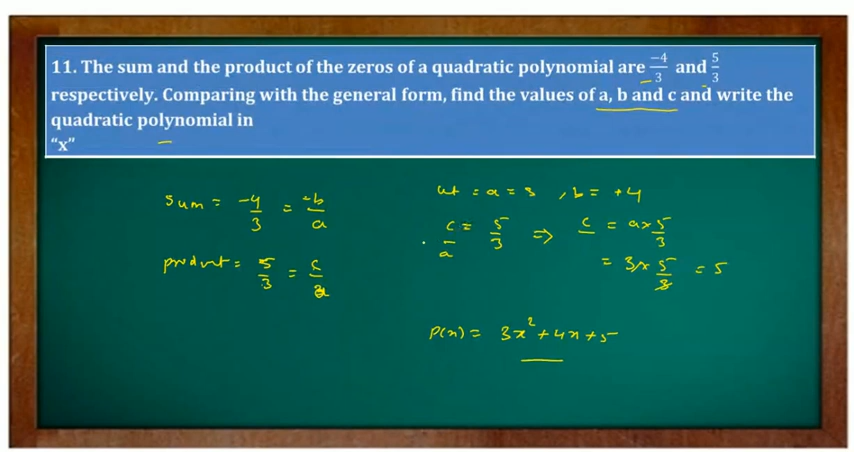 11. The sum and the product of the zeros of a quadratic polynomial are -4/3 and 5/3
respectively. Comparing with the general form, find the values of a, b and c and write the
quadratic polynomial in
"x"
Sum = -4/3 = -b/a
product = 5/3 = c/a
let = a = 3 , b = +4
c/a = 5/3 ⇒ c = a × 5/3
= 3 × 5/3 = 5
P(x) = 3x² + 4x + 5